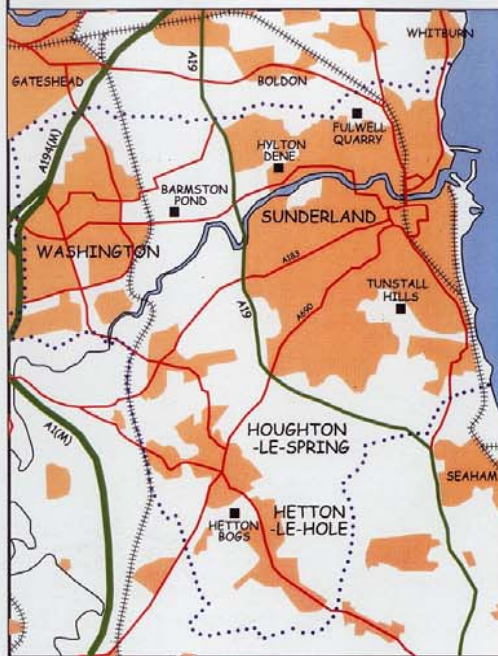 WHITBURN
GATESHEAD
A19
BOLDON
A194(M)
FULWELL
QUARRY
HYLTON
DENE
BARMSTON
POND
SUNDERLAND
WASHINGTON
A183
TUNSTALL
HILLS
A19
A690
HOUGHTON
-LE-SPRING
A1(M)
SEAHAM
HETTON
-LE-HOLE
HETTON
BOGS